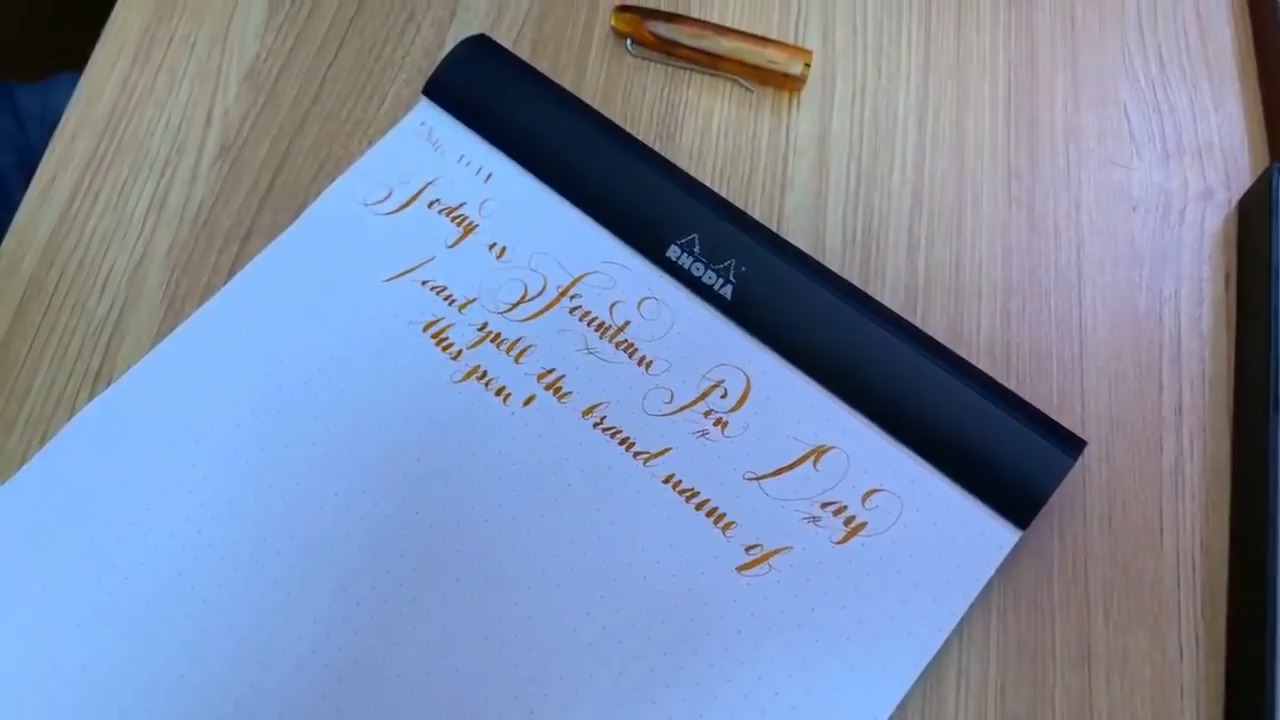 RHODIA
Today is Fountain Pen Day
I cant spell the brand name of
this pen!